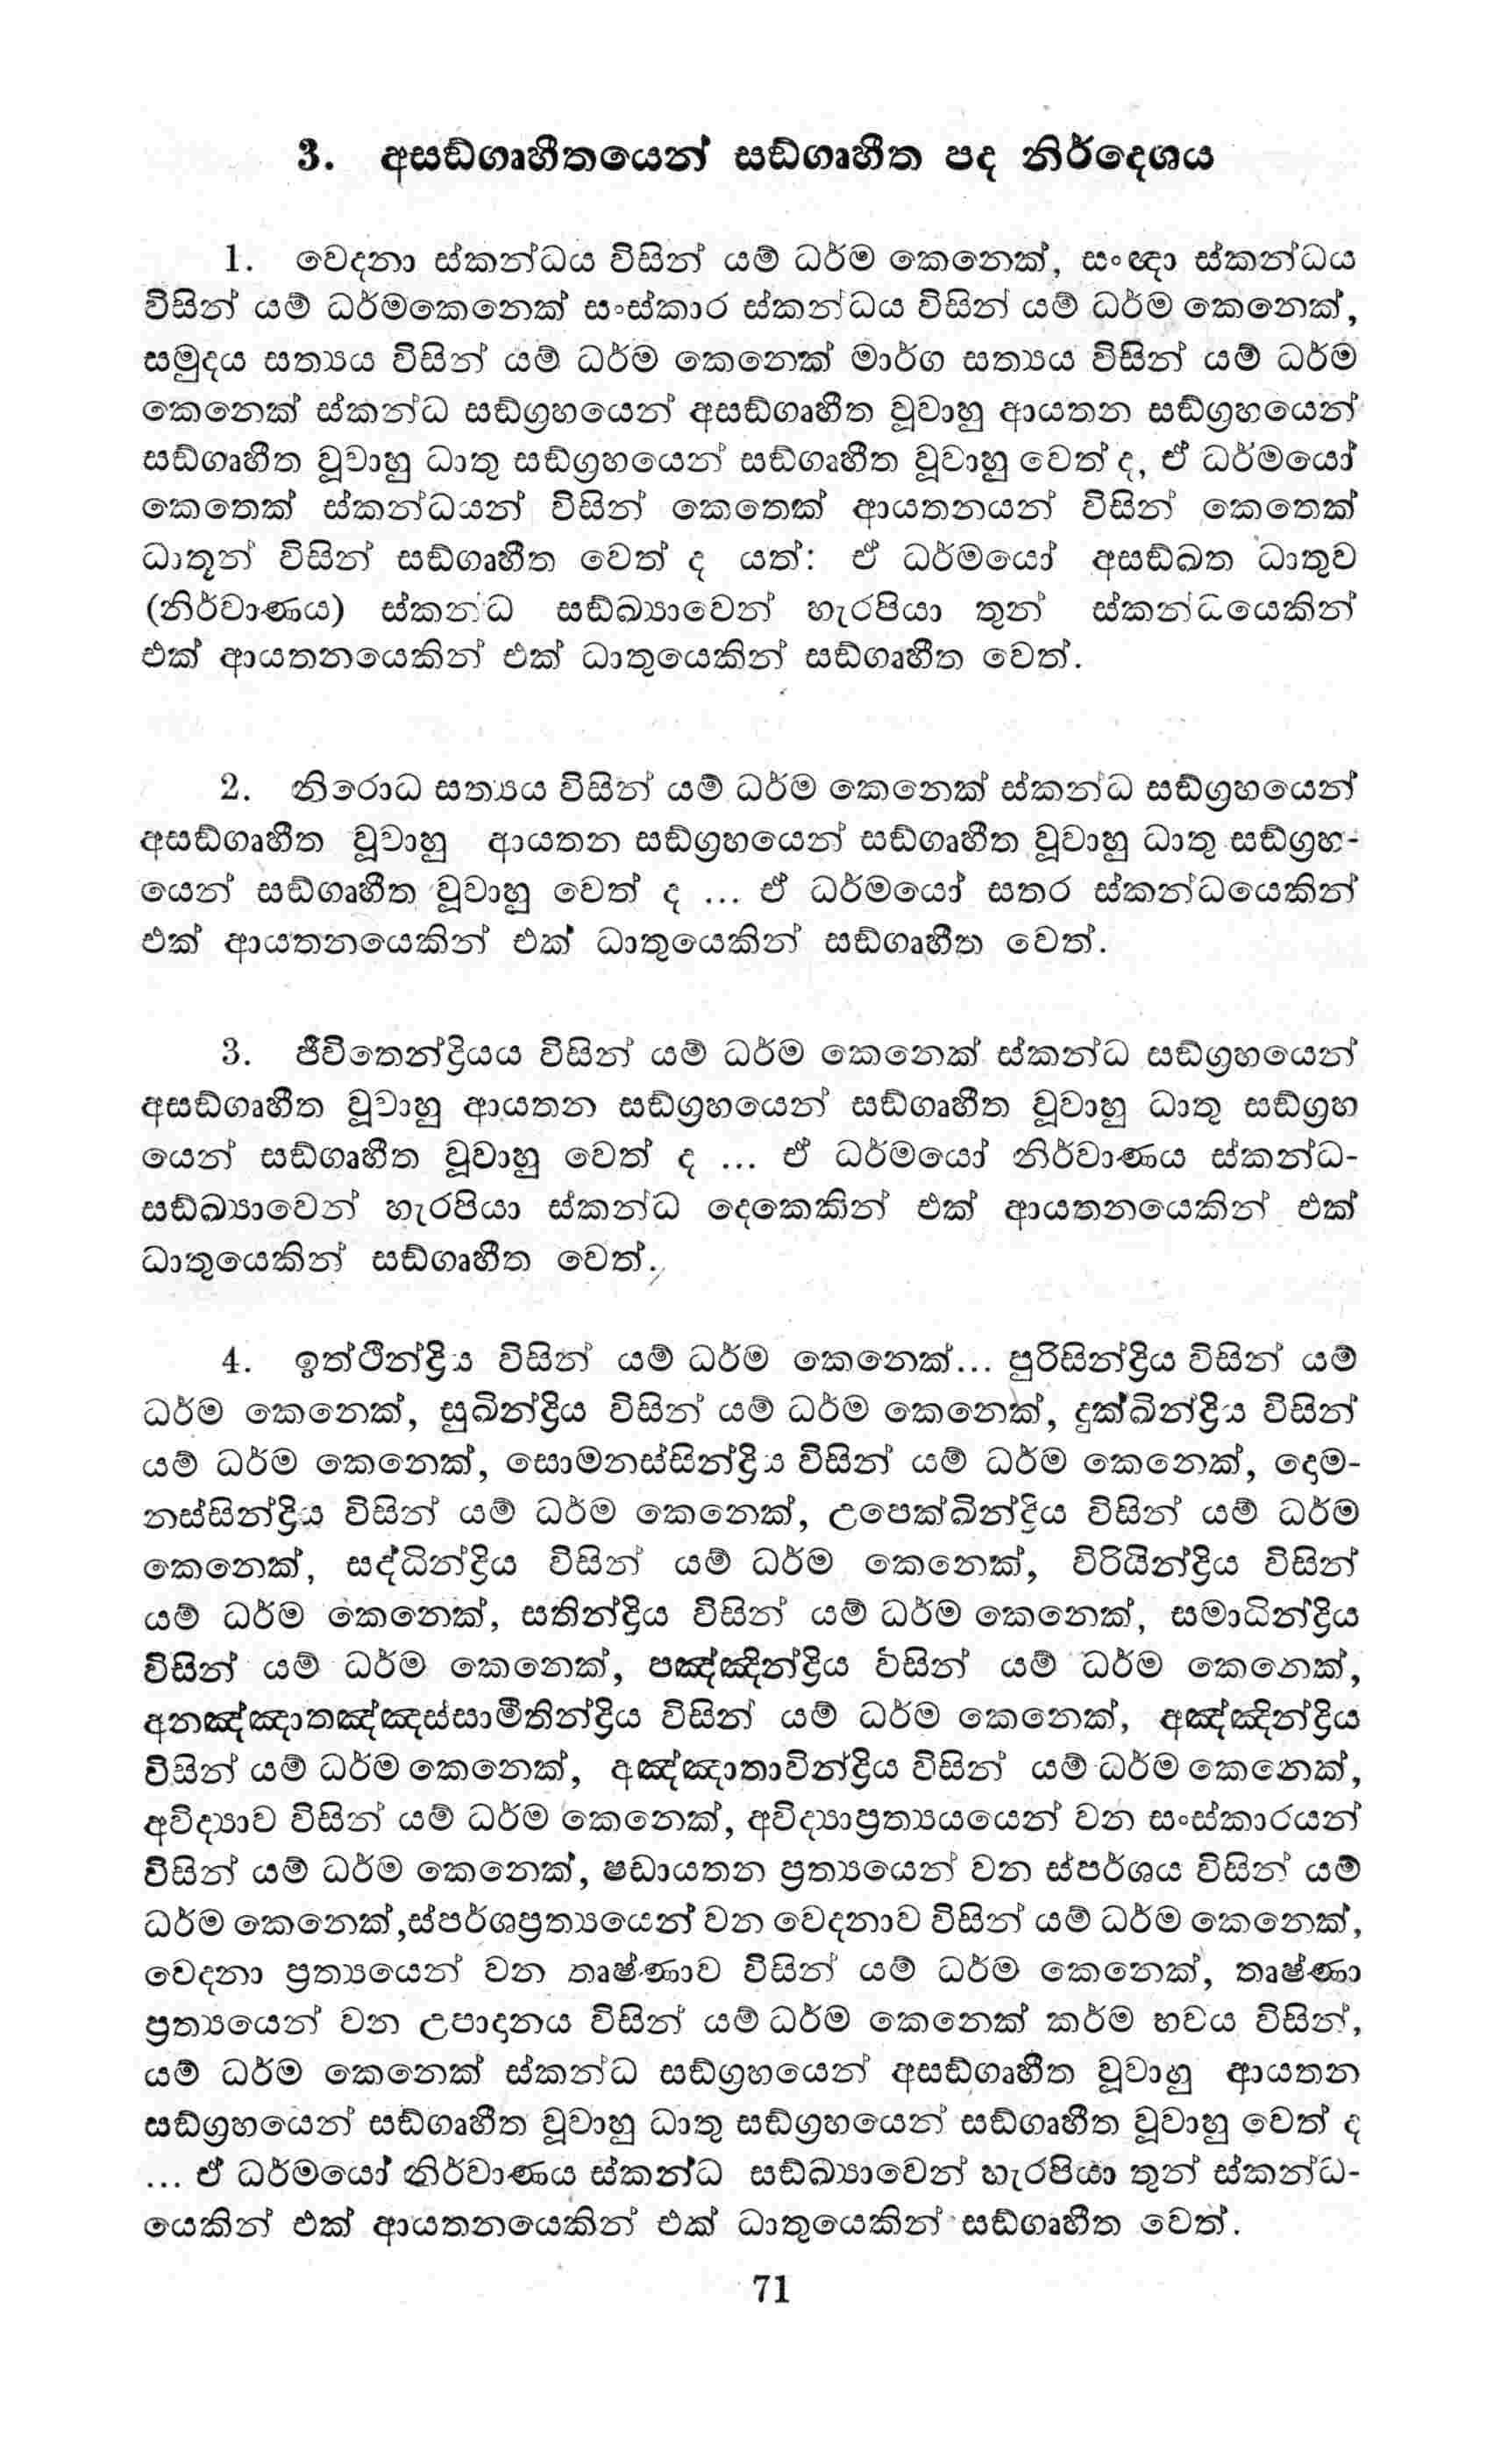 3. අසඞ්ගෘහීතයෙන් සඞ්ගෘහීත පද නිර්දෙශය
1. වෙදනා ස්කන්ධය විසින් යම් ධර්ම කෙනෙක්, සංඥා ස්කන්ධය
විසින් යම් ධර්මකෙනෙක් සංස්කාර ස්කන්ධය විසින් යම් ධර්ම කෙනෙක්,
සමුදය සත්‍යය විසින් යම් ධර්ම කෙනෙක් මාර්ග සත්‍යය විසින් යම් ධර්ම
කෙනෙක් ස්කන්ධ සඞ්ග්‍රහයෙන් අසඞ්ගෘහීත වූවාහු ආයතන සඞ්ග්‍රහයෙන්
සඞ්ගෘහීත වූවාහු ධාතු සඞ්ග්‍රහයෙන් සඞ්ගෘහීත වූවාහු වෙත් ද, ඒ ධර්මයෝ
කෙතෙක් ස්කන්ධයන් විසින් කෙතෙක් ආයතනයන් විසින් කෙතෙක්
ධාතූන් විසින් සඞ්ගෘහීත වෙත් ද යත්: ඒ ධර්මයෝ අසඞ්ඛත ධාතුව
(නිර්වාණය) ස්කන්ධ සඞ්ඛ්‍යාවෙන් හැරපියා තුන් ස්කන්ධයෙකින්
එක් ආයතනයෙකින් එක් ධාතුයෙකින් සඞ්ගෘහීත වෙත්.
2. නිරොධ සත්‍යය විසින් යම් ධර්ම කෙනෙක් ස්කන්ධ සඞ්ග්‍රහයෙන්
අසඞ්ගෘහීත වූවාහු ආයතන සඞ්ග්‍රහයෙන් සඞ්ගෘහීත වූවාහු ධාතු සඞ්ග්‍රහ-
යෙන් සඞ්ගෘහීත වූවාහු වෙත් ද ... ඒ ධර්මයෝ සතර ස්කන්ධයෙකින්
එක් ආයතනයෙකින් එක් ධාතුයෙකින් සඞ්ගෘහීත වෙත්.
3. ජීවිතෙන්ද්‍රියය විසින් යම් ධර්ම කෙනෙක් ස්කන්ධ සඞ්ග්‍රහයෙන්
අසඞ්ගෘහීත වූවාහු ආයතන සඞ්ග්‍රහයෙන් සඞ්ගෘහීත වූවාහු ධාතු සඞ්ග්‍රහ
යෙන් සඞ්ගෘහීත වූවාහු වෙත් ද ... ඒ ධර්මයෝ නිර්වාණය ස්කන්ධ-
සඞ්ඛ්‍යාවෙන් හැරපියා ස්කන්ධ දෙකෙකින් එක් ආයතනයෙකින් එක්
ධාතුයෙකින් සඞ්ගෘහීත වෙත්.
4. ඉත්ථින්ද්‍රිය විසින් යම් ධර්ම කෙනෙක්... පුරිසින්ද්‍රිය විසින් යම්
ධර්ම කෙනෙක්, සුඛින්ද්‍රිය විසින් යම් ධර්ම කෙනෙක්, දුක්ඛින්ද්‍රිය විසින්
යම් ධර්ම කෙනෙක්, සොමනස්සින්ද්‍රිය විසින් යම් ධර්ම කෙනෙක්, දොම-
නස්සින්ද්‍රිය විසින් යම් ධර්ම කෙනෙක්, උපෙක්ඛින්ද්‍රිය විසින් යම් ධර්ම
කෙනෙක්, සද්ධින්ද්‍රිය විසින් යම් ධර්ම කෙනෙක්, විරියින්ද්‍රිය විසින්
යම් ධර්ම කෙනෙක්, සතින්ද්‍රිය විසින් යම් ධර්ම කෙනෙක්, සමාධින්ද්‍රිය
විසින් යම් ධර්ම කෙනෙක්, පඤ්ඤින්ද්‍රිය විසින් යම් ධර්ම කෙනෙක්,
අනඤ්ඤාතඤ්ඤස්සාමීතින්ද්‍රිය විසින් යම් ධර්ම කෙනෙක්, අඤ්ඤින්ද්‍රිය
විසින් යම් ධර්ම කෙනෙක්, අඤ්ඤාතාවින්ද්‍රිය විසින් යම් ධර්ම කෙනෙක්,
අවිද්‍යාව විසින් යම් ධර්ම කෙනෙක්, අවිද්‍යාප්‍රත්‍යයයෙන් වන සංස්කාරයන්
විසින් යම් ධර්ම කෙනෙක්, ෂඩායතන ප්‍රත්‍යයෙන් වන ස්පර්ශය විසින් යම්
ධර්ම කෙනෙක්,ස්පර්ශප්‍රත්‍යයෙන් වන වෙදනාව විසින් යම් ධර්ම කෙනෙක්,
වෙදනා ප්‍රත්‍යයෙන් වන තෘෂ්ණාව විසින් යම් ධර්ම කෙනෙක්, තෘෂ්ණා
ප්‍රත්‍යයෙන් වන උපාදානය විසින් යම් ධර්ම කෙනෙක් කර්ම භවය විසින්,
යම් ධර්ම කෙනෙක් ස්කන්ධ සඞ්ග්‍රහයෙන් අසඞ්ගෘහීත වූවාහු ආයතන
සඞ්ග්‍රහයෙන් සඞ්ගෘහීත වූවාහු ධාතු සඞ්ග්‍රහයෙන් සඞ්ගෘහීත වූවාහු වෙත් ද
... ඒ ධර්මයෝ නිර්වාණය ස්කන්ධ සඞ්ඛ්‍යාවෙන් හැරපියා තුන් ස්කන්ධ-
යෙකින් එක් ආයතනයෙකින් එක් ධාතුයෙකින් සඞ්ගෘහීත වෙත්.
71